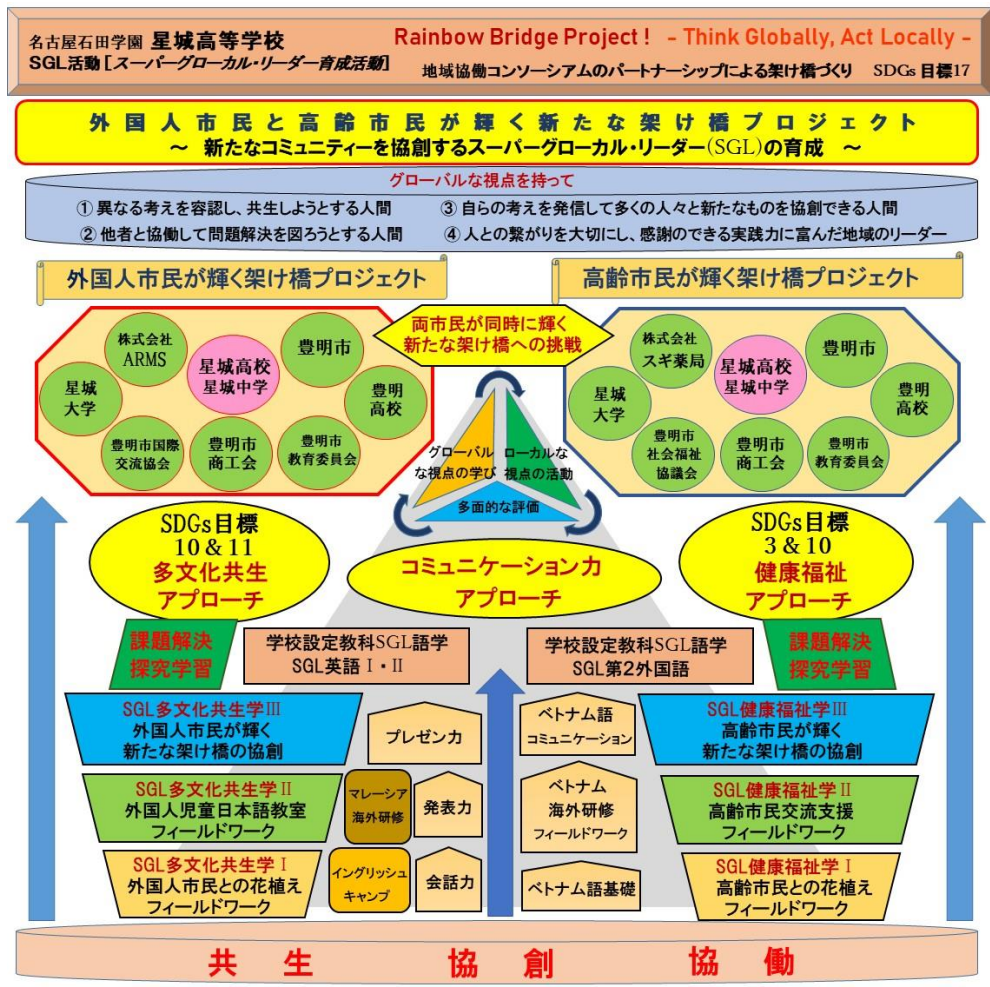 名古屋石田学園 星城高等学校
SGL活動 [スーパーグローカル・リーダー育成活動]
Rainbow Bridge Project ! - Think Globally, Act Locally -
地域協働コンソーシアムのパートナーシップによる架け橋づくり SDGs 目標17
外国人市民と高齢市民が輝く新たな架け橋プロジェクト
～ 新たなコミュニティーを協創するスーパーグローカル・リーダー(SGL)の育成 ～
グローバルな視点を持って
① 異なる考えを容認し、共生しようとする人間
② 他者と協働して問題解決を図ろうとする人間
③ 自らの考えを発信して多くの人々と新たなものを協創できる人間
④ 人との繋がりを大切にし、感謝のできる実践力に富んだ地域のリーダー
外国人市民が輝く架け橋プロジェクト
株式会社
ARMS
星城高校
星城中学
豊明市
星城
大学
豊明
高校
豊明市国際
交流協会
豊明市
商工会
豊明市
教育委員会
両市民が同時に輝く
新たな架け橋への挑戦
高齢市民が輝く架け橋プロジェクト
株式会社
スギ薬局
星城高校
星城中学
豊明市
星城
大学
豊明
高校
豊明市
社会福祉
協議会
豊明市
商工会
豊明市
教育委員会
グローバル
な視点の学び
ローカルな
視点の活動
多面的な評価
SDGs目標
10 & 11
多文化共生
アプローチ
コミュニケーション力
アプローチ
SDGs目標
3 & 10
健康福祉
アプローチ
課題解決
探究学習
学校設定教科SGL語学
SGL英語Ⅰ・Ⅱ
学校設定教科SGL語学
SGL第2外国語
課題解決
探究学習
SGL多文化共生学Ⅲ
外国人市民が輝く
新たな架け橋の協創
プレゼン力
ベトナム語
コミュニケーション
SGL健康福祉学Ⅲ
高齢市民が輝く
新たな架け橋の協創
SGL多文化共生学Ⅱ
外国人児童日本語教室
フィールドワーク
マレーシア
海外研修
発表力
ベトナム
海外研修
フィールドワーク
SGL健康福祉学Ⅱ
高齢市民交流支援
フィールドワーク
SGL多文化共生学Ⅰ
外国人市民との花植え
フィールドワーク
イングリッシュ
キャンプ
会話力
ベトナム語基礎
SGL健康福祉学Ⅰ
高齢市民との花植え
フィールドワーク
共生 協創 協働